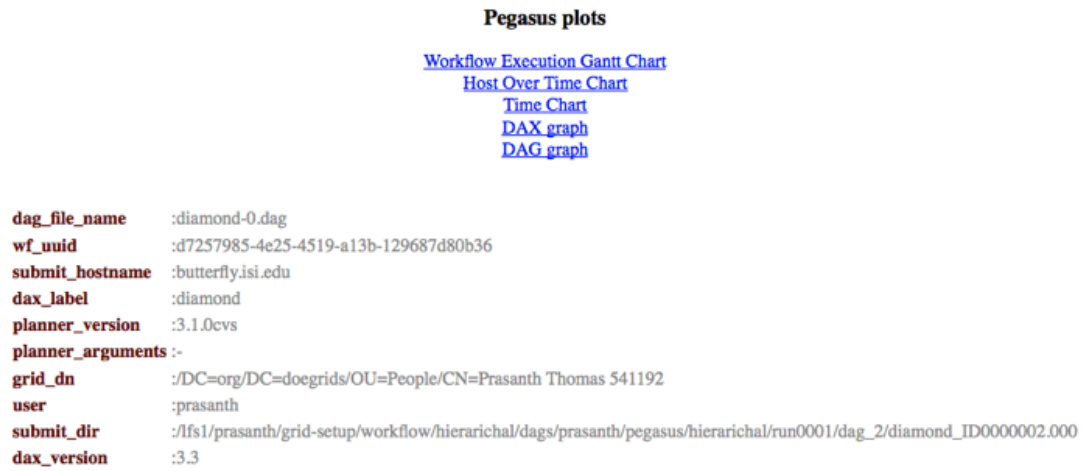 Pegasus plots
Workflow Execution Gantt Chart
Host Over Time Chart
Time Chart
DAX graph
DAG graph
dag_file_name :diamond-0.dag
wf_uuid :d7257985-4e25-4519-a13b-129687d80b36
submit_hostname :butterfly.isi.edu
dax_label :diamond
planner_version :3.1.0cvs
planner_arguments :-
grid_dn :/DC=org/DC=doegrids/OU=People/CN=Prasanth Thomas 541192
user :prasanth
submit_dir :/lfs1/prasanth/grid-setup/workflow/hierarichal/dags/prasanth/pegasus/hierarichal/run0001/dag_2/diamond_ID0000002.000
dax_version :3.3